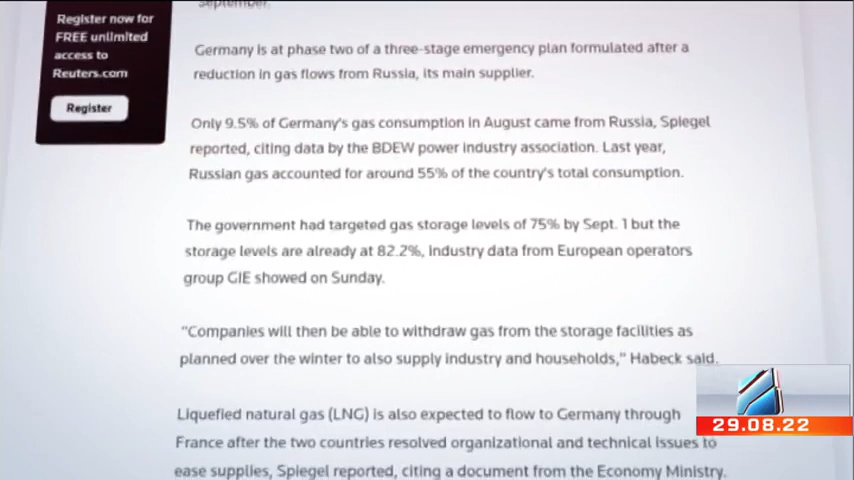 September.
Register now for
FREE unlimited
access to
Reuters.com
Register
Germany is at phase two of a three-stage emergency plan formulated after a
reduction in gas flows from Russia, its main supplier.
Only 9.5% of Germany's gas consumption in August came from Russia, Spiegel
reported, citing data by the BDEW power industry association. Last year,
Russian gas accounted for around 55% of the country's total consumption.
The government had targeted gas storage levels of 75% by Sept. 1 but the
storage levels are already at 82.2%, industry data from European operators
group GIE showed on Sunday.
"Companies will then be able to withdraw gas from the storage facilities as
planned over the winter to also supply industry and households," Habeck said.
Liquefied natural gas (LNG) is also expected to flow to Germany through
France after the two countries resolved organizational and technical issues to
ease supplies, Spiegel reported, citing a document from the Economy Ministry.
29.08.22